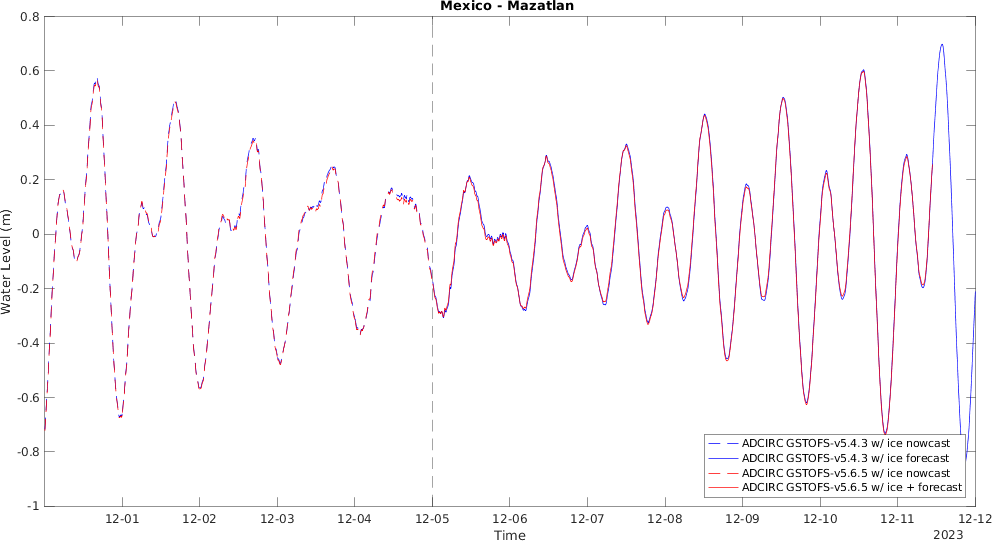 Mexico - Mazatlan
Water Level (m)
0.8
0.6
0.4
0.2
0
-0.2
-0.4
-0.6
-0.8
-1
ADCIRC GSTOFS-v5.4.3 w/ ice nowcast
ADCIRC GSTOFS-v5.4.3 w/ ice forecast
ADCIRC GSTOFS-v5.6.5 w/ ice nowcast
ADCIRC GSTOFS-v5.6.5 w/ ice + forecast
12-01 12-02 12-03 12-04 12-05 12-06 12-07 12-08 12-09 12-10 12-11 12-12
Time
2023